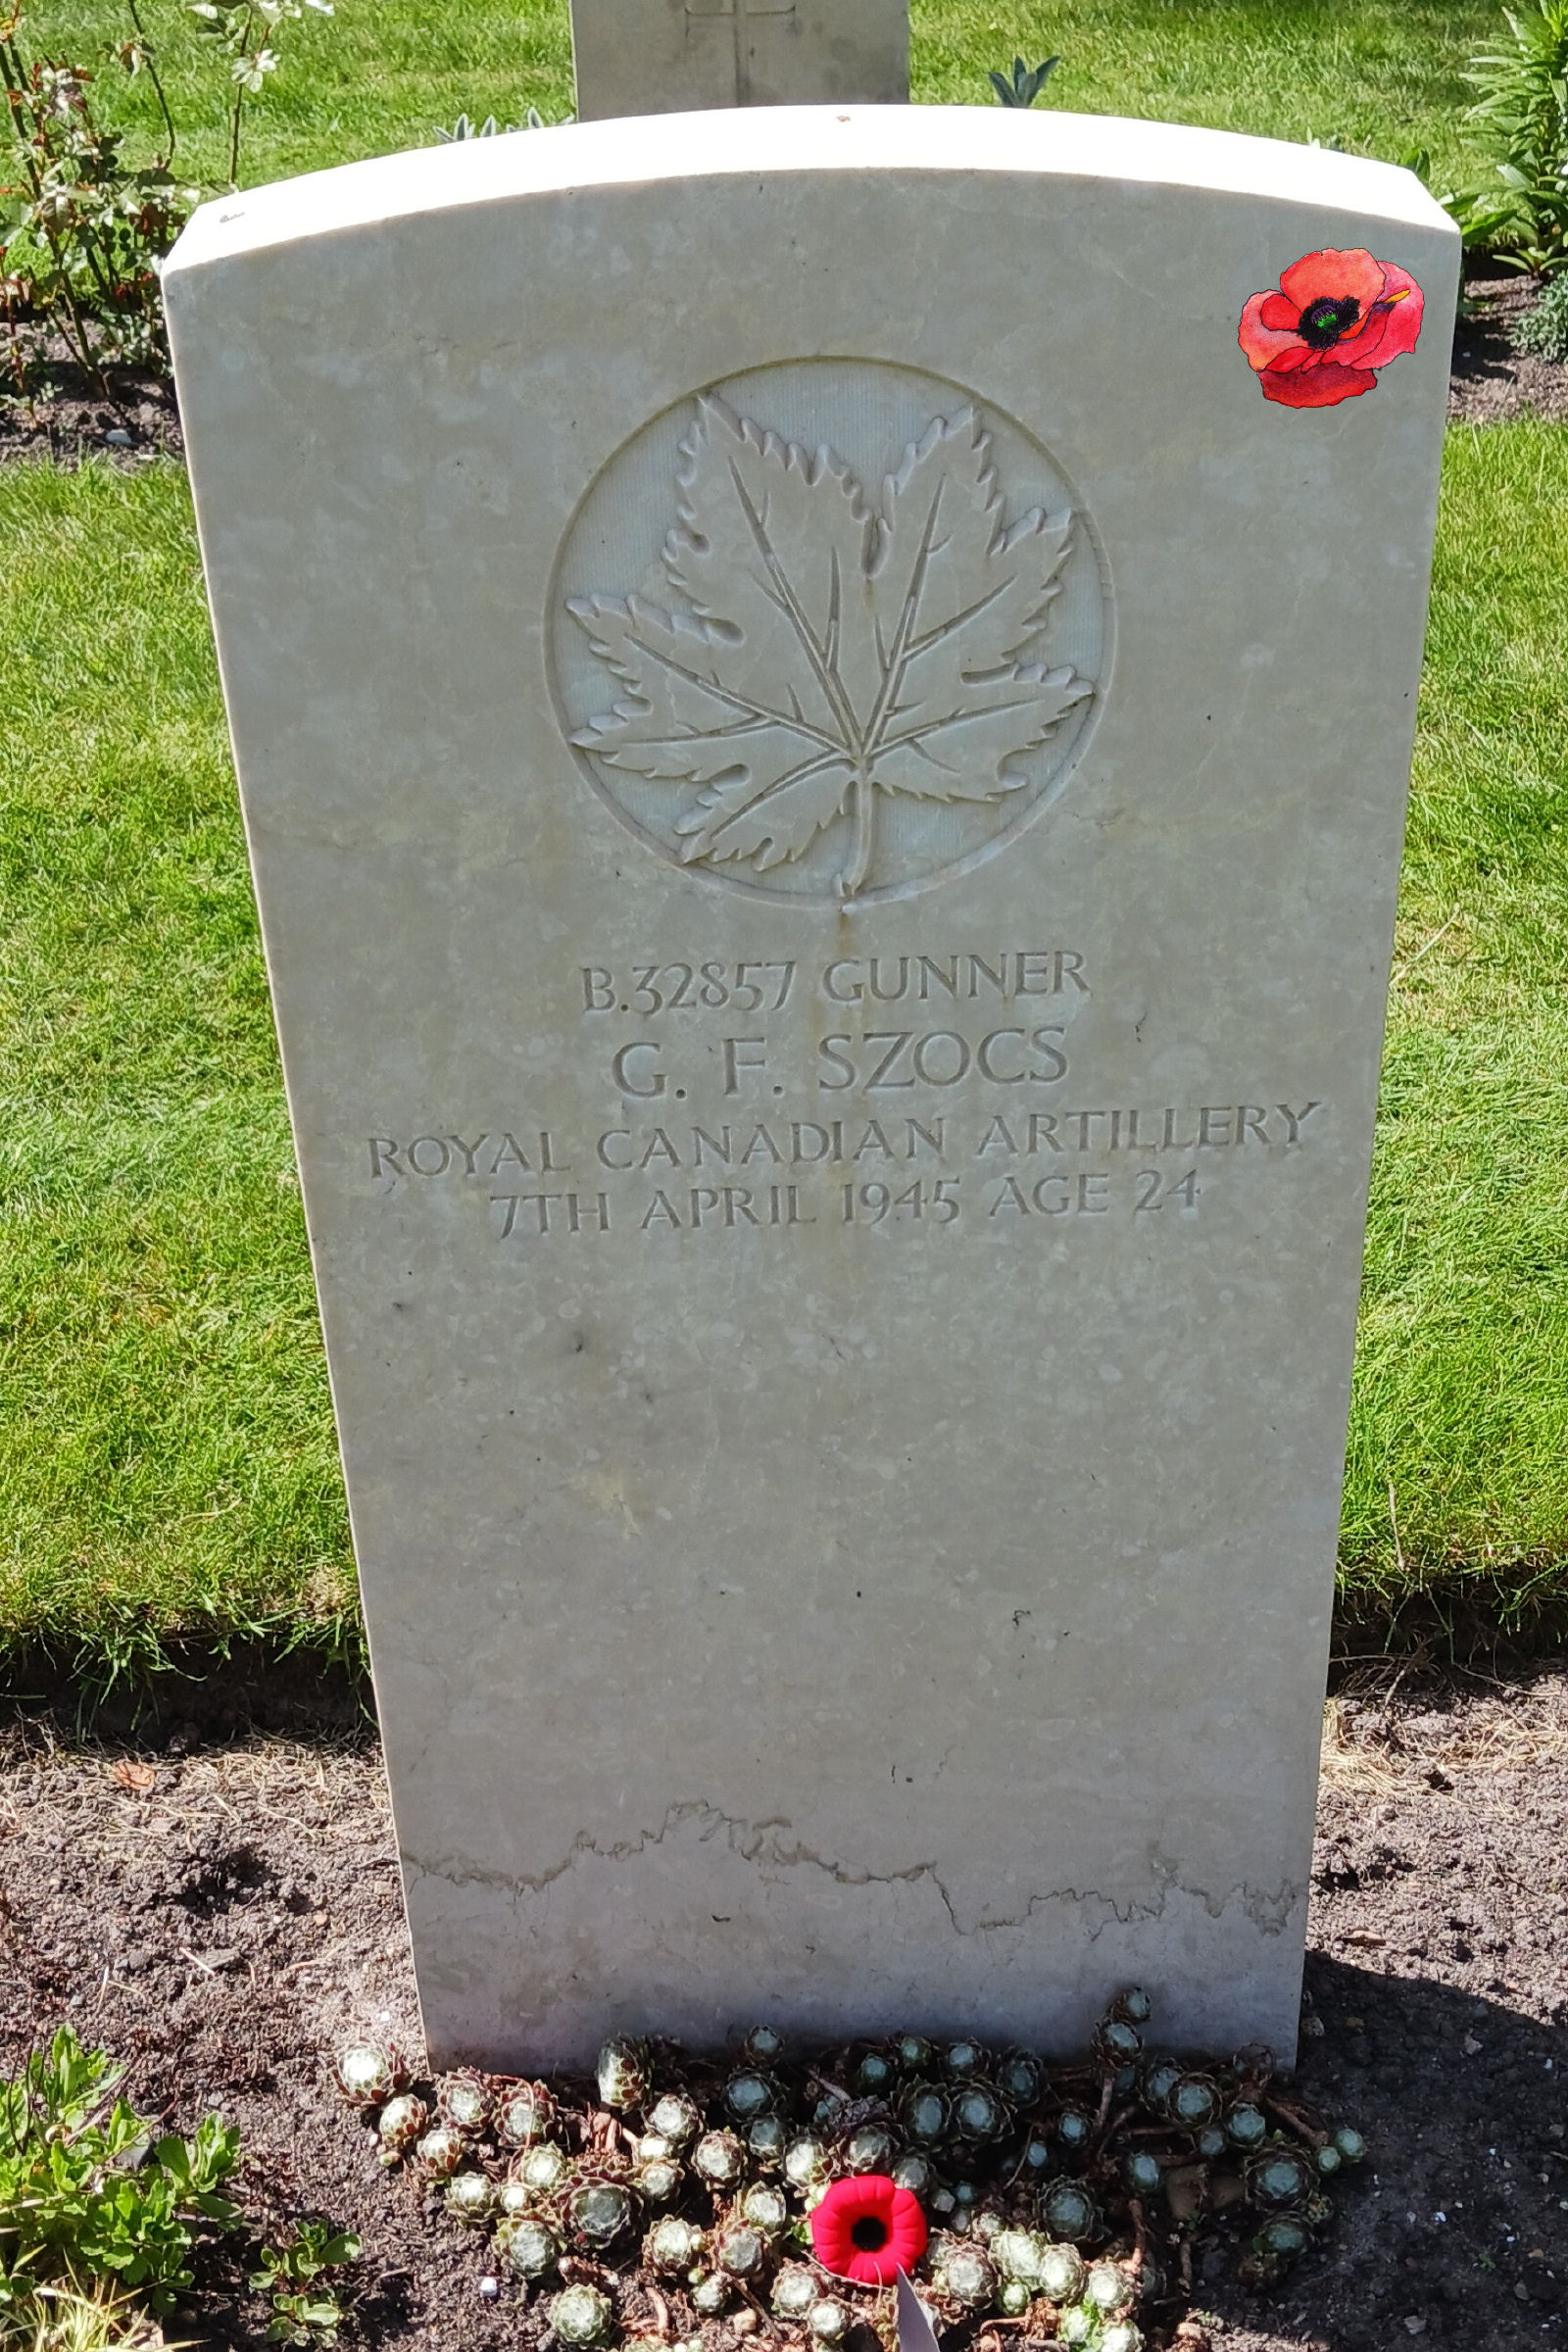 B.32857 GUNNER
G. F. SZOCS
ROYAL CANADIAN ARTILLERY
7TH APRIL 1945 AGE 24